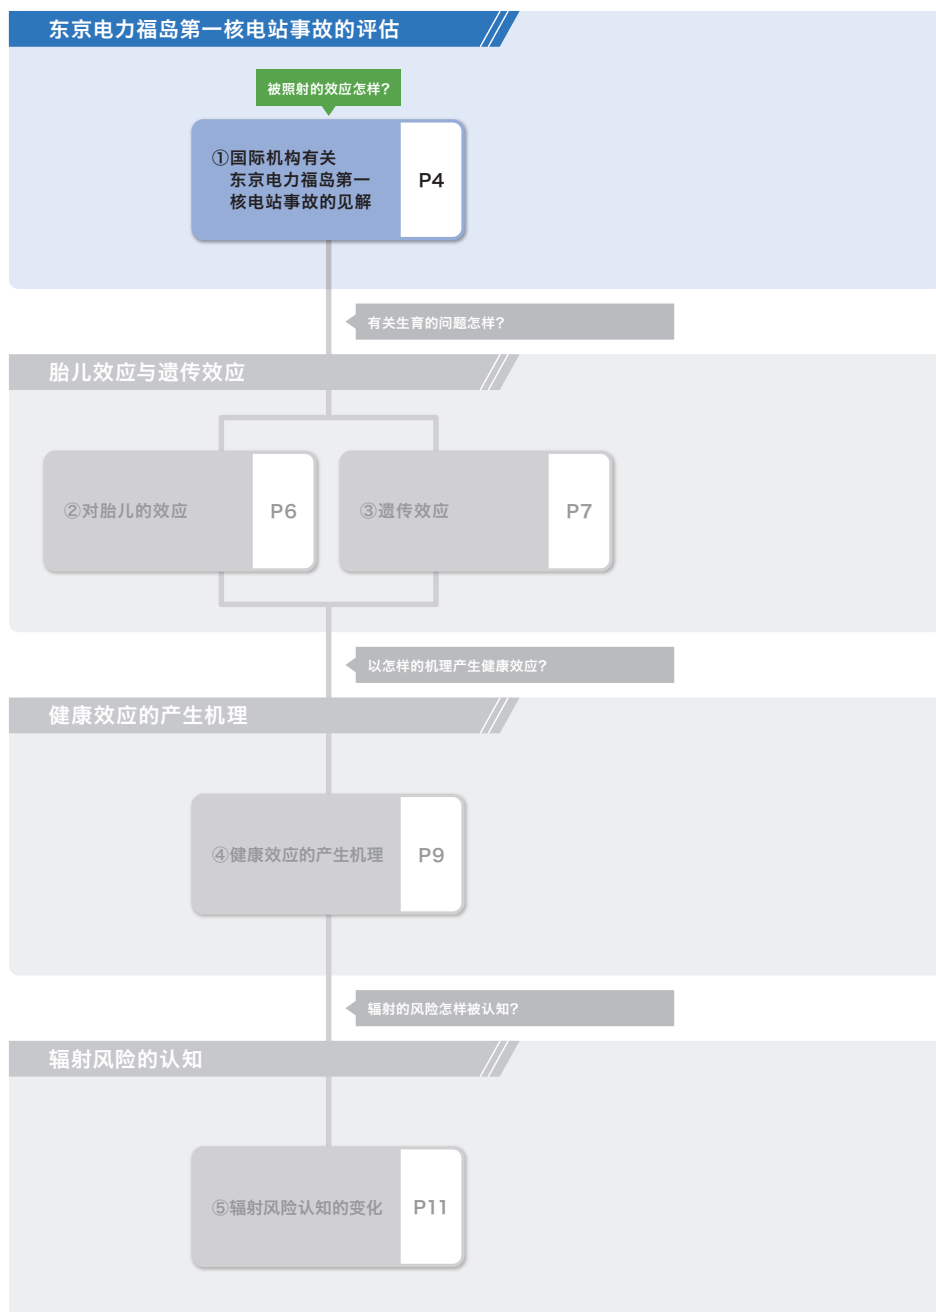 东京电力福岛第一核电站事故的评估
被照射的效应怎样?
①国际机构有关
东京电力福岛第一
核电站事故的见解
P4
有关生育的问题怎样?
胎儿效应与遗传效应
②对胎儿的效应
P6
③遗传效应
P7
以怎样的机理产生健康效应?
健康效应的产生机理
④健康效应的产生机理
P9
辐射的风险怎样被认知?
辐射风险的认知
⑤辐射风险认知的变化
P11